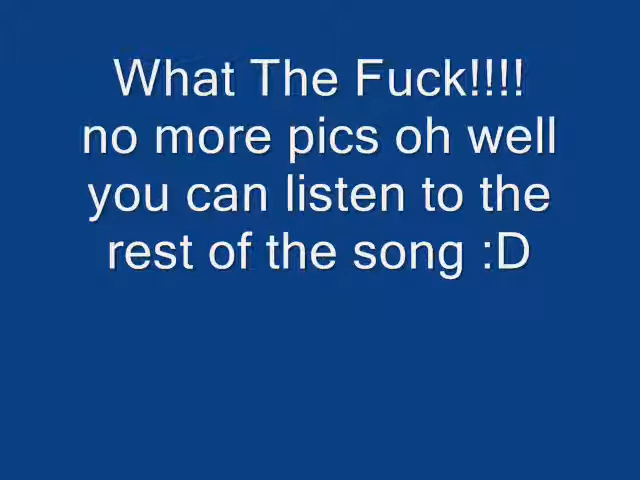 What The Fuck!!!!
no more pics oh well
you can listen to the
rest of the song :D